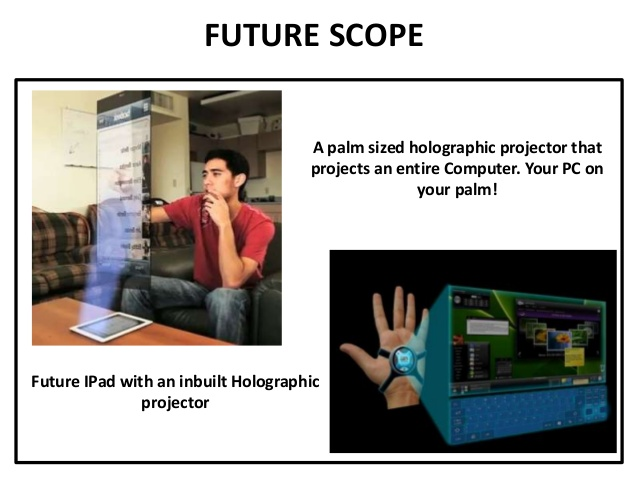 FUTURE SCOPE
A palm sized holographic projector that
projects an entire Computer. Your PC on
your palm!
Future IPad with an inbuilt Holographic
projector